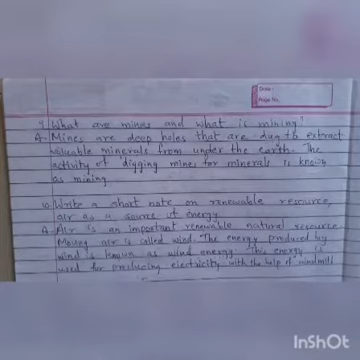 Date:-
Page No.
9. What are mines and what is mining?
A. Mines are deep holes that are dug to extract
valuable minerals from under the earth. The
activity of digging mines for minerals is known
as mining.
10. Write a short note on renewable resource
air as a source of energy.
A. Air is an important renewable natural resource.
Moving air is called wind. The energy produced by
wind is known as wind energy. This energy is
used for producing electricity with the help of windmill
InShOt